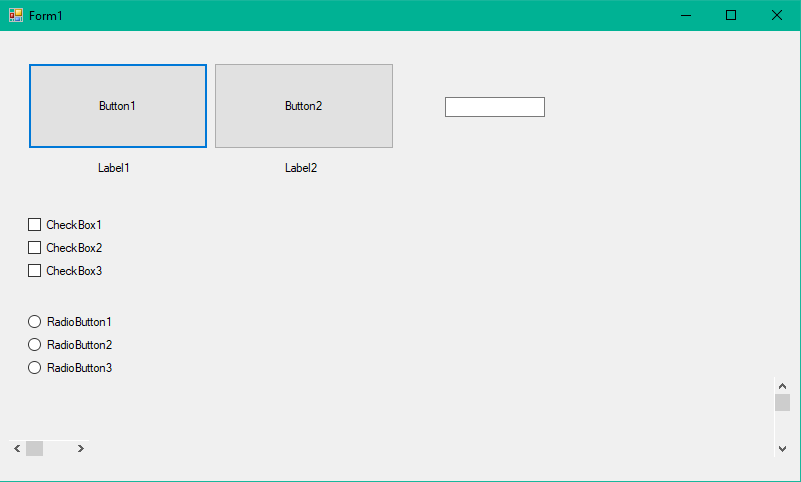 Form1
Button1
Button2
Label1
Label2
CheckBox1
CheckBox2
CheckBox3
RadioButton1
RadioButton2
RadioButton3